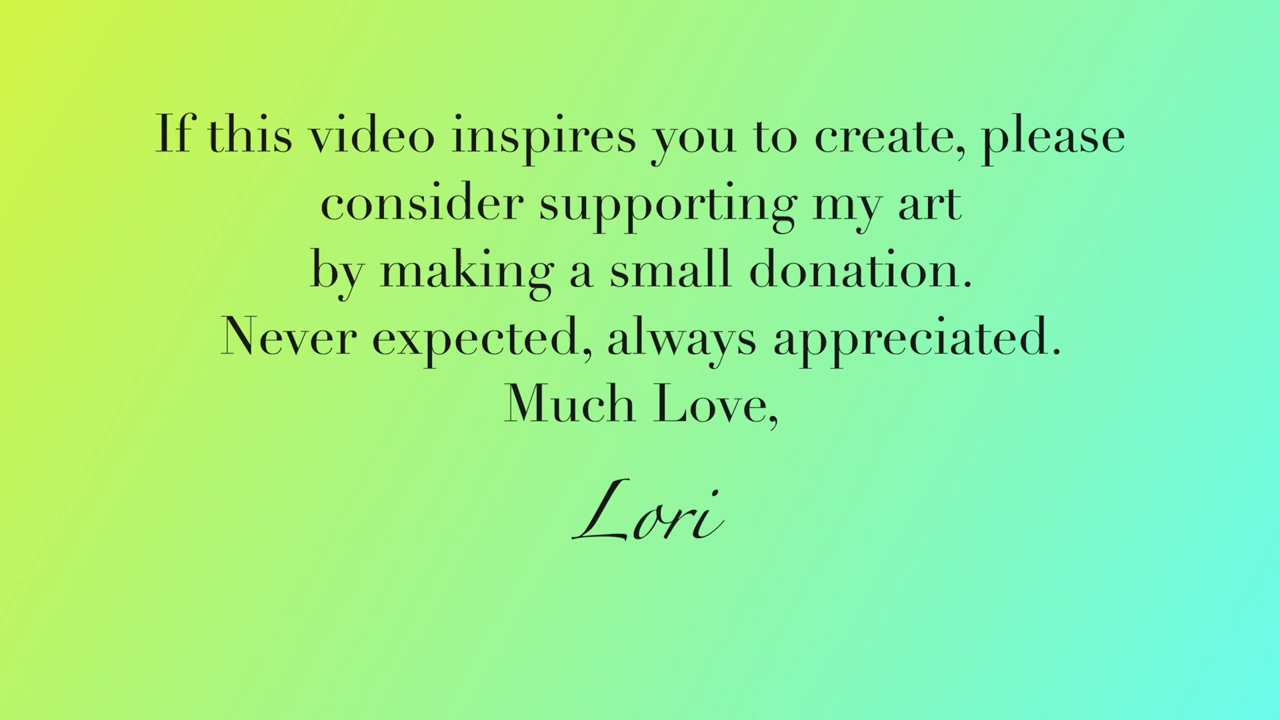 If this video inspires you to create, please
consider supporting my art
by making a small donation.
Never expected, always appreciated.
Much Love,
Lori